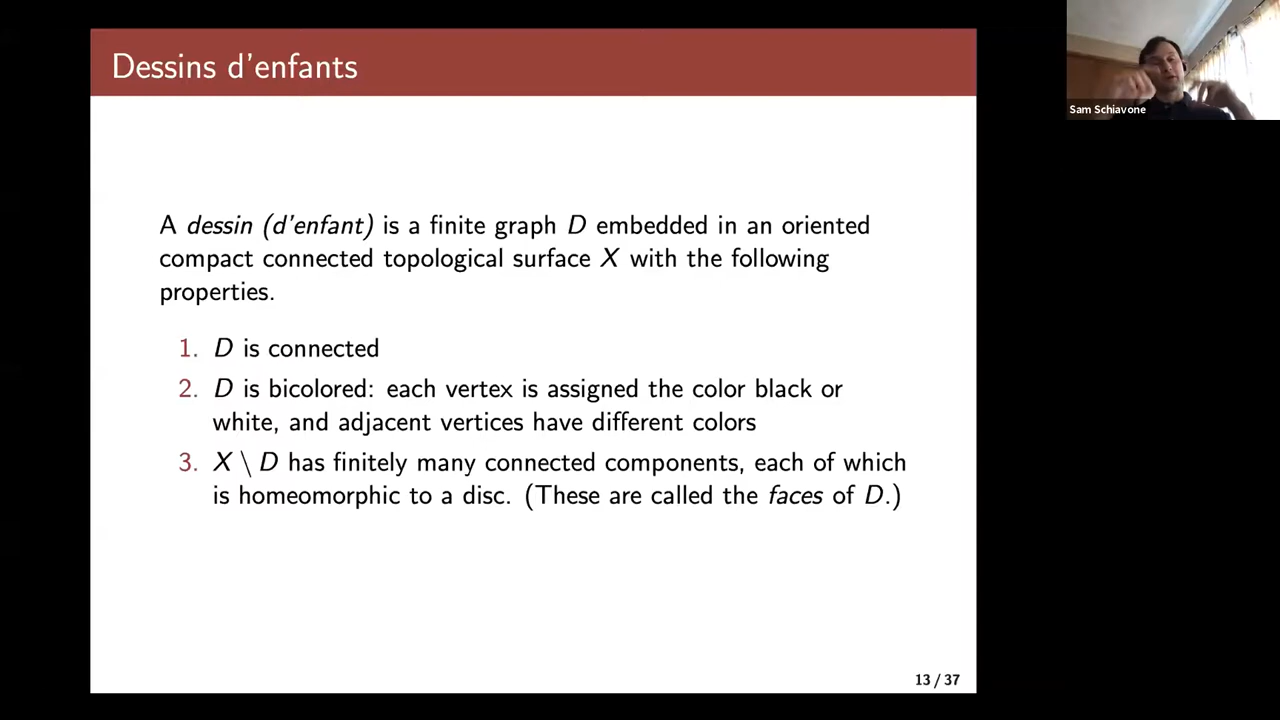 Dessins d'enfants
Sam Schiavone
A dessin (d'enfant) is a finite graph D embedded in an oriented
compact connected topological surface X with the following
properties.
1. D is connected
2. D is bicolored: each vertex is assigned the color black or
white, and adjacent vertices have different colors
3. X \ D has finitely many connected components, each of which
is homeomorphic to a disc. (These are called the faces of D.)
13 / 37